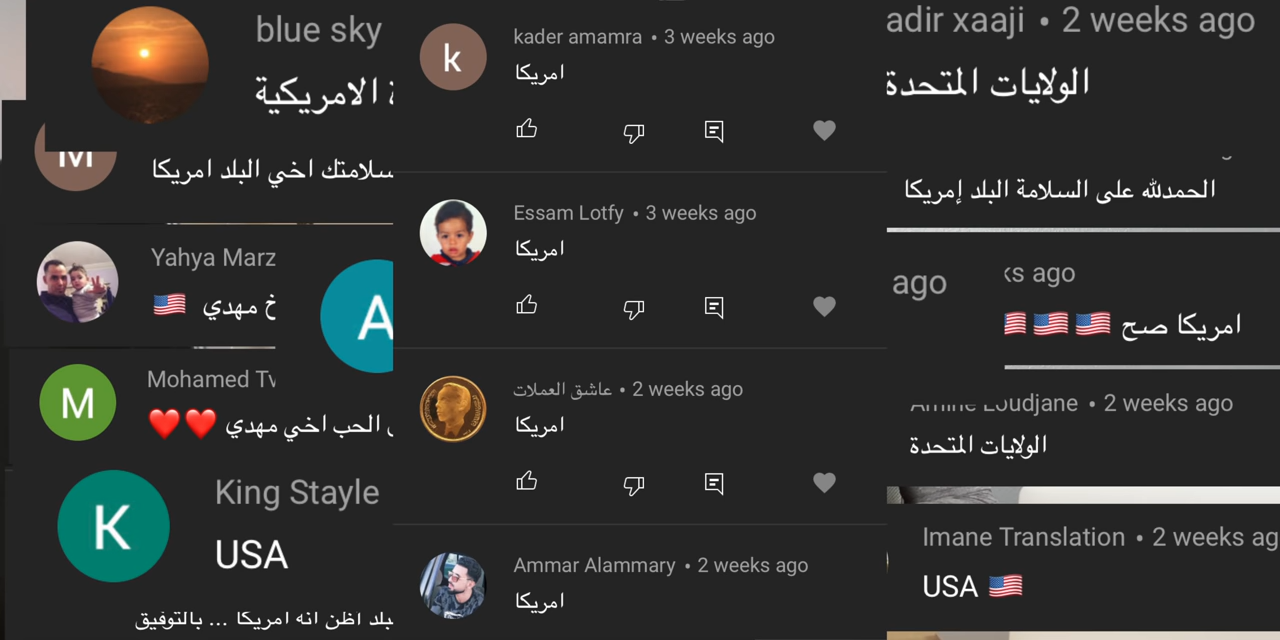 blue sky
الامريكية
M
سلامتك اخي البلد امريكا
Yahya Marz
خ مهدي 🇺🇸
A
Mohamed Tv
M
الحب اخي مهدي ❤️❤️
King Stayle
K
USA
بلد اظن انه امريكا ... بالتوفيق
kader amamra • 3 weeks ago
k
امريكا
Essam Lotfy • 3 weeks ago
امريكا
عاشق العملات • 2 weeks ago
امريكا
Ammar Alammary • 2 weeks ago
امريكا
adir xaaji • 2 weeks ago
الولايات المتحدة
الحمدلله على السلامة البلد إمريكا
ago
ks ago
امريكا صح 🇺🇸🇺🇸🇺🇸
Amine Loudjane • 2 weeks ago
الولايات المتحدة
Imane Translation • 2 weeks ag
USA 🇺🇸